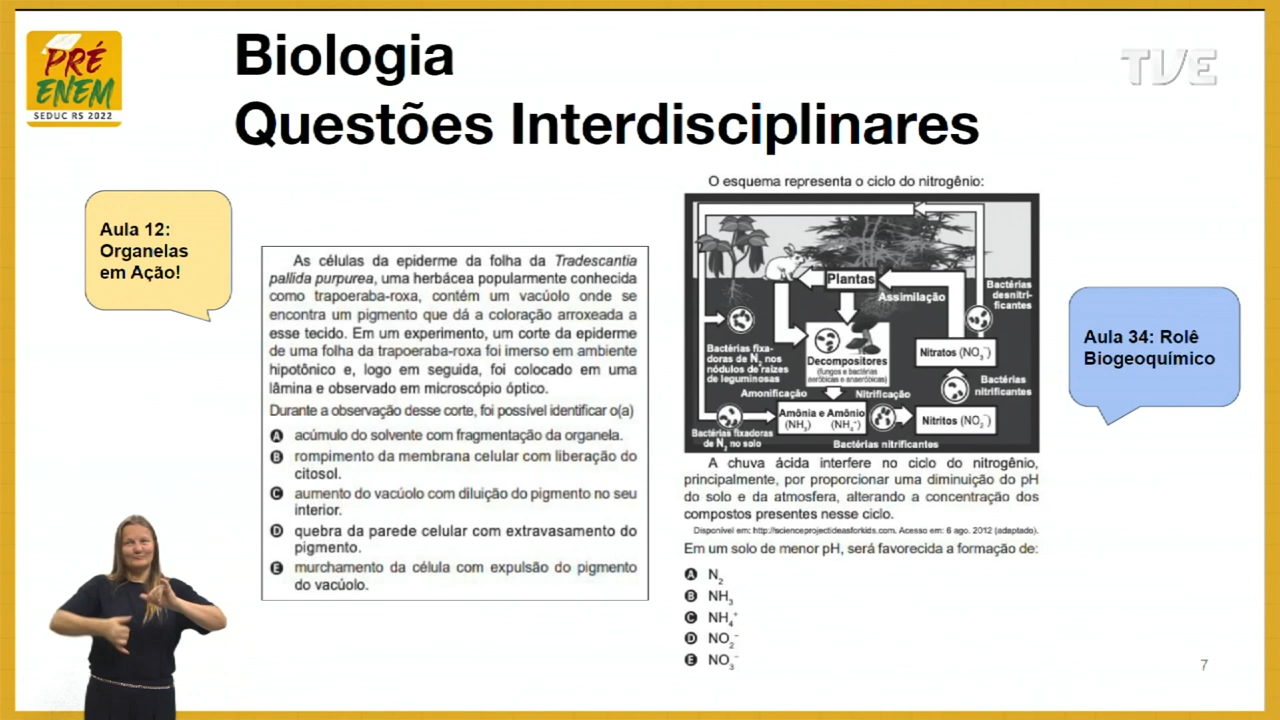 PRÉ
ENEM
SEDUC RS 2022
Biologia
Questões Interdisciplinares
TVE
Aula 12:
Organelas
em Ação!
As células da epiderme da folha da Tradescantia
pallida purpurea, uma herbácea popularmente conhecida
como trapoeraba-roxa, contém um vacúolo onde se
encontra um pigmento que dá a coloração arroxeada a
esse tecido. Em um experimento, um corte da epiderme
de uma folha da trapoeraba-roxa foi imerso em ambiente
hipotônico e, logo em seguida, foi colocado em uma
lâmina e observado em microscópio óptico.
Durante a observação desse corte, foi possível identificar o(a)
A acúmulo do solvente com fragmentação da organela.
B rompimento da membrana celular com liberação do
citosol.
C aumento do vacúolo com diluição do pigmento no seu
interior.
D quebra da parede celular com extravasamento do
pigmento.
E murchamento da célula com expulsão do pigmento
do vacúolo.
O esquema representa o ciclo do nitrogênio:
Plantas
Assimilação
Bactérias
desnitri-
ficantes
Bactérias fixa-
doras de N₂ nos
nódulos de raízes
de leguminosas
Decompositores
(fungos e bactérias
aeróbicas e anaeróbicas)
Nitratos (NO₃⁻)
Bactérias
nitrificantes
Amonificação
Nitrificação
Amônia e Amônio
(NH₃) (NH₄⁺)
Nitritos (NO₂⁻)
Bactérias fixadoras
de N₂ no solo
Bactérias nitrificantes
A chuva ácida interfere no ciclo do nitrogênio,
principalmente, por proporcionar uma diminuição do pH
do solo e da atmosfera, alterando a concentração dos
compostos presentes nesse ciclo.
Disponível em: http://scienceprojectideasforkids.com. Acesso em: 6 ago. 2012 (adaptado).
Em um solo de menor pH, será favorecida a formação de:
A N₂
B NH₃
C NH₄⁺
D NO₂⁻
E NO₃⁻
Aula 34: Rolê
Biogeoquímico
7